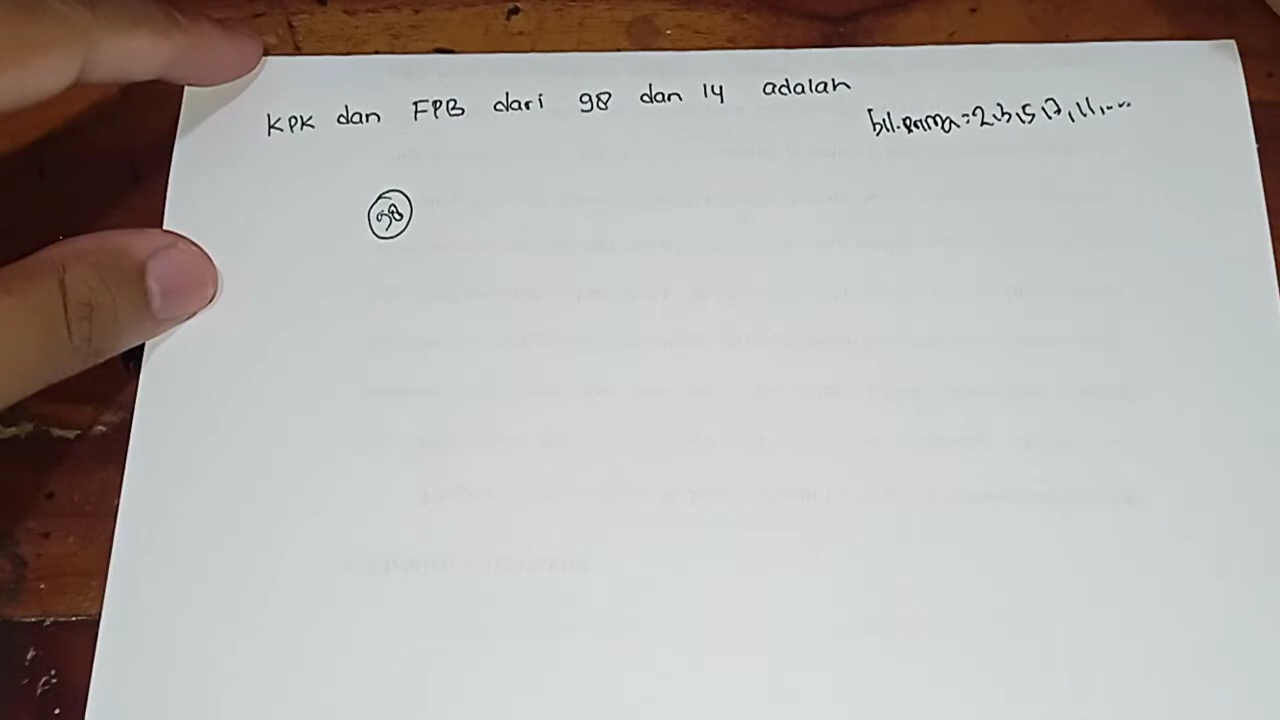 KPK dan FPB dari 98 dan 14 adalah
bil.prima=2,3,5,7,11,...
98